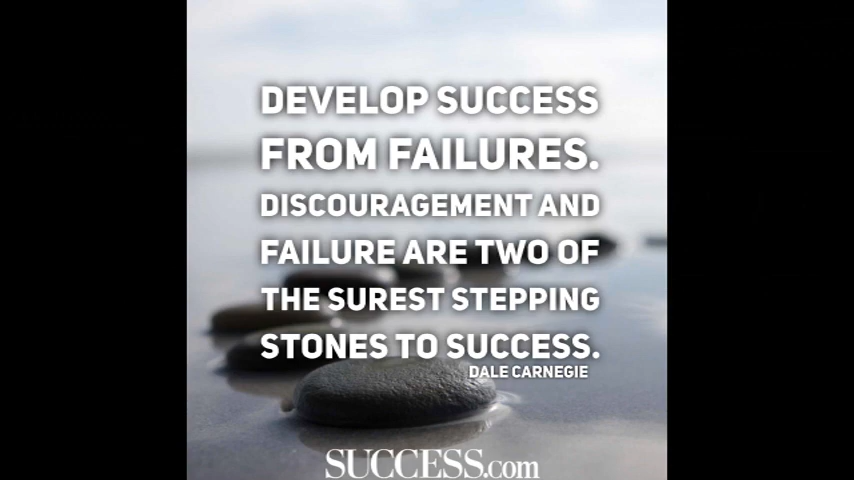 DEVELOP SUCCESS
FROM FAILURES.
DISCOURAGEMENT AND
FAILURE ARE TWO OF
THE SUREST STEPPING
STONES TO SUCCESS.
DALE CARNEGIE
SUCCESS.com